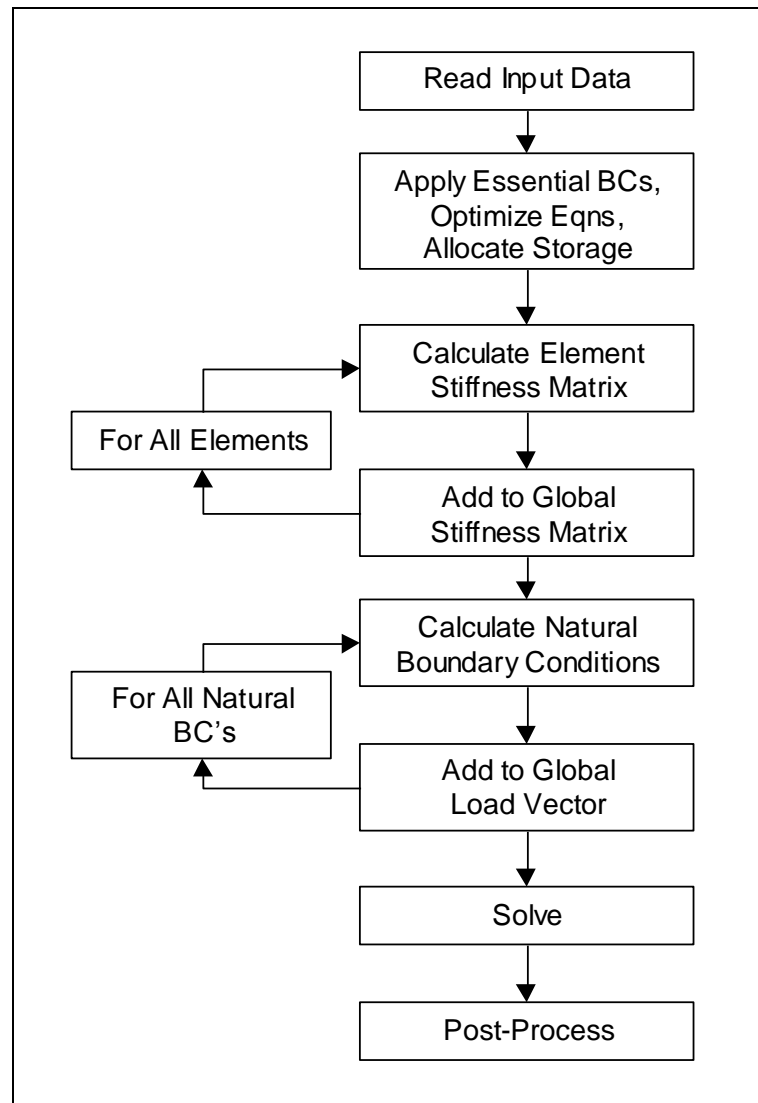 Read Input Data
Apply Essential BCs,
Optimize Eqns,
Allocate Storage
Calculate Element
Stiffness Matrix
For All Elements
Add to Global
Stiffness Matrix
Calculate Natural
Boundary Conditions
For All Natural
BC's
Add to Global
Load Vector
Solve
Post-Process